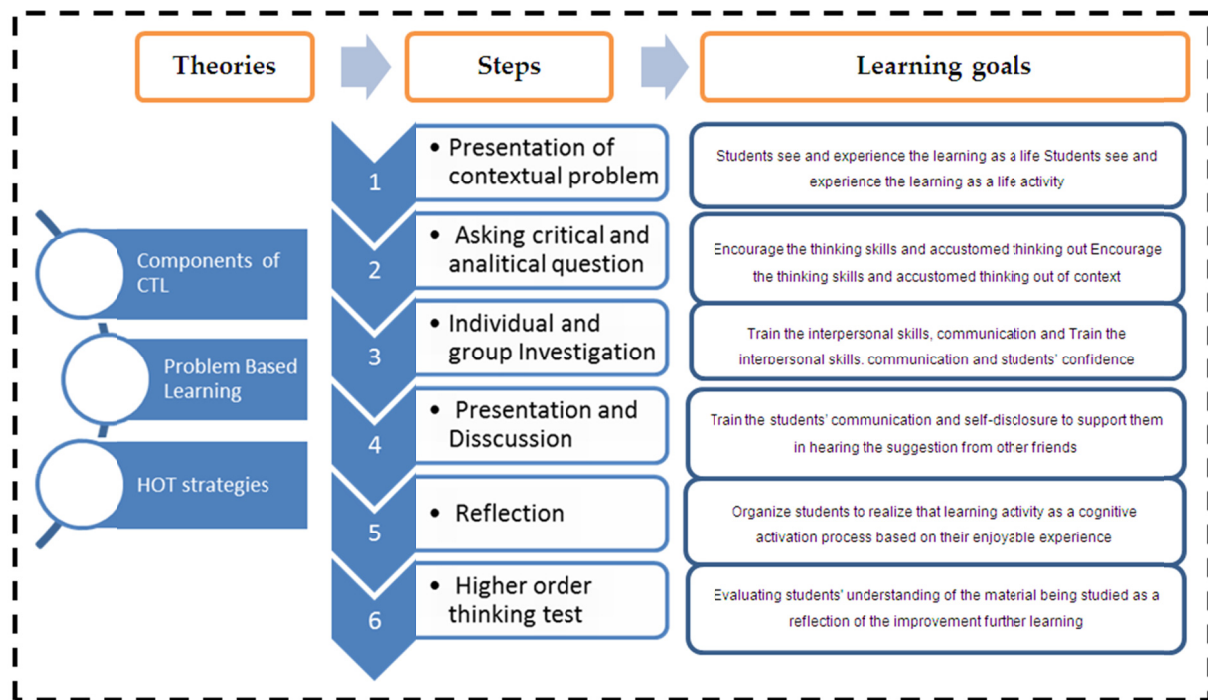 Theories
Steps
Learning goals
Components of
CTL
Problem Based
Learning
HOT strategies
1
• Presentation of
contextual problem
Students see and experience the learning as a life Students see and
experience the learning as a life activity
2
• Asking critical and
analitical question
Encourage the thinking skills and accustomed thinking out Encourage
the thinking skills and accustomed thinking out of context
3
• Individual and
group Investigation
Train the interpersonal skills, communication and Train the
interpersonal skills, communication and students' confidence
4
• Presentation and
Disscussion
Train the students' communication and self-disclosure to support them
in hearing the suggestion from other friends
5
• Reflection
Organize students to realize that learning activity as a cognitive
activation process based on their enjoyable experience
6
• Higher order
thinking test
Evaluating students' understanding of the material being studied as a
reflection of the improvement further learning